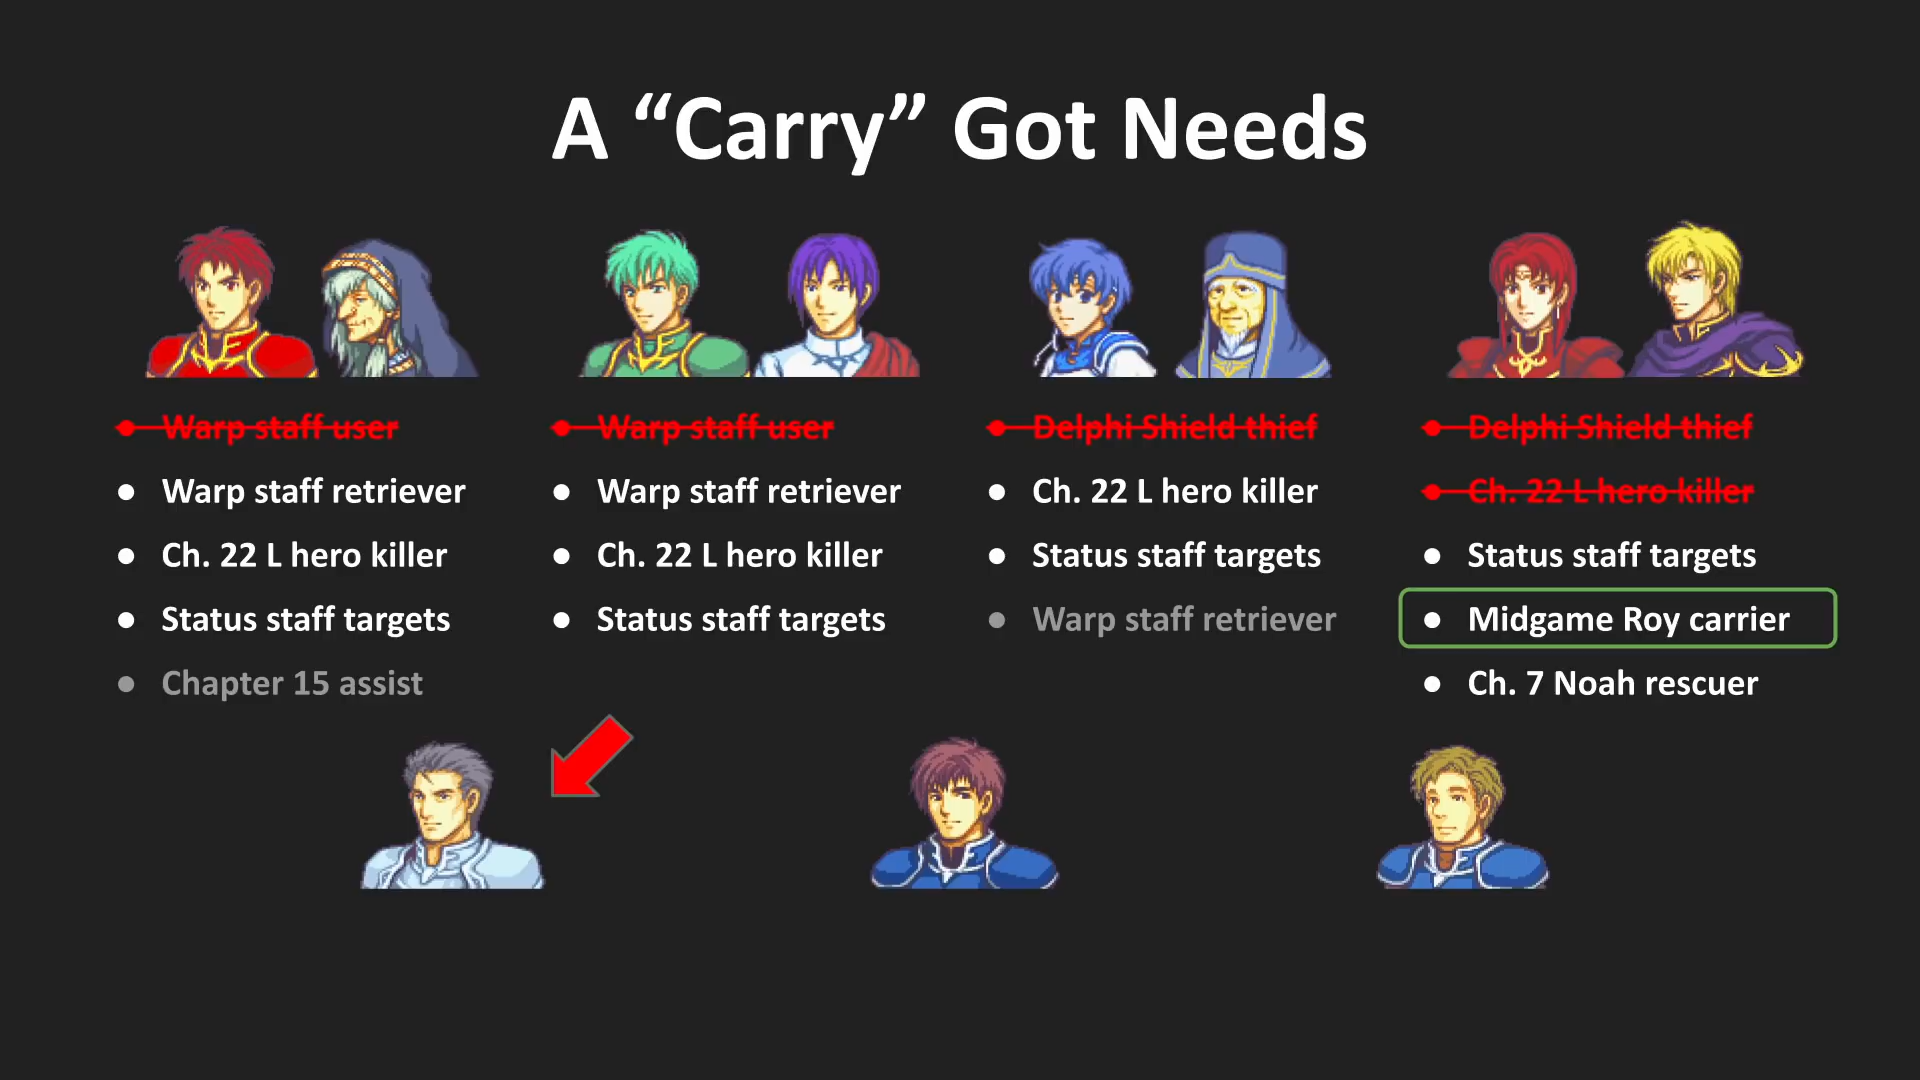 A “Carry” Got Needs
Warp staff user
Warp staff retriever
Ch. 22 L hero killer
Status staff targets
Chapter 15 assist
Warp staff user
Warp staff retriever
Ch. 22 L hero killer
Status staff targets
Delphi Shield thief
Ch. 22 L hero killer
Status staff targets
Warp staff retriever
Delphi Shield thief
Ch. 22 L hero killer
Status staff targets
Midgame Roy carrier
Ch. 7 Noah rescuer